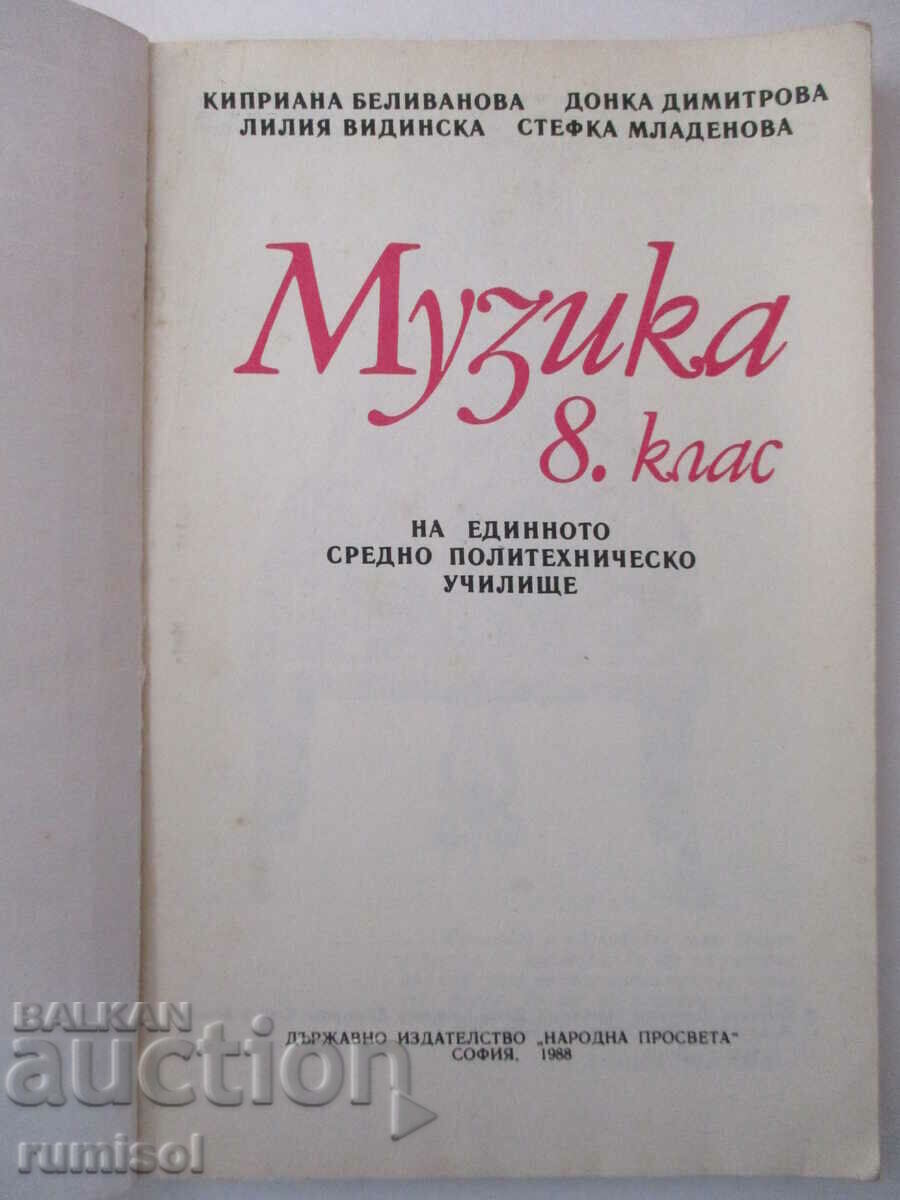 КИПРИАНА БЕЛИВАНОВА ДОНКА ДИМИТРОВА
ЛИЛИЯ ВИДИНСКА СТЕФКА МЛАДЕНОВА
Музика
8. клас
НА ЕДИННОТО
СРЕДНО ПОЛИТЕХНИЧЕСКО
УЧИЛИЩЕ
ДЪРЖАВНО ИЗДАТЕЛСТВО „НАРОДНА ПРОСВЕТА“
СОФИЯ, 1988
BALKAN
auction
rumisol